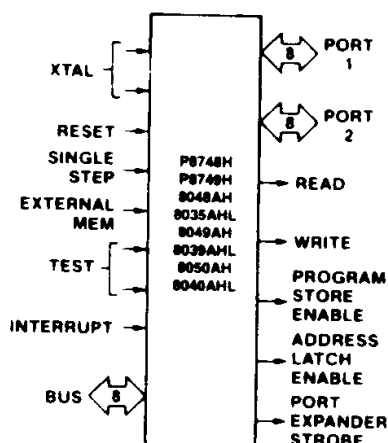 XTAL
RESET
SINGLE
STEP
EXTERNAL
MEM
TEST
INTERRUPT
BUS
8
P8748H
P8749H
8048AH
8035AHL
8049AH
8039AHL
8050AH
8040AHL
8
PORT
1
8
PORT
2
READ
WRITE
PROGRAM
STORE
ENABLE
ADDRESS
LATCH
ENABLE
PORT
EXPANDER
STROBE